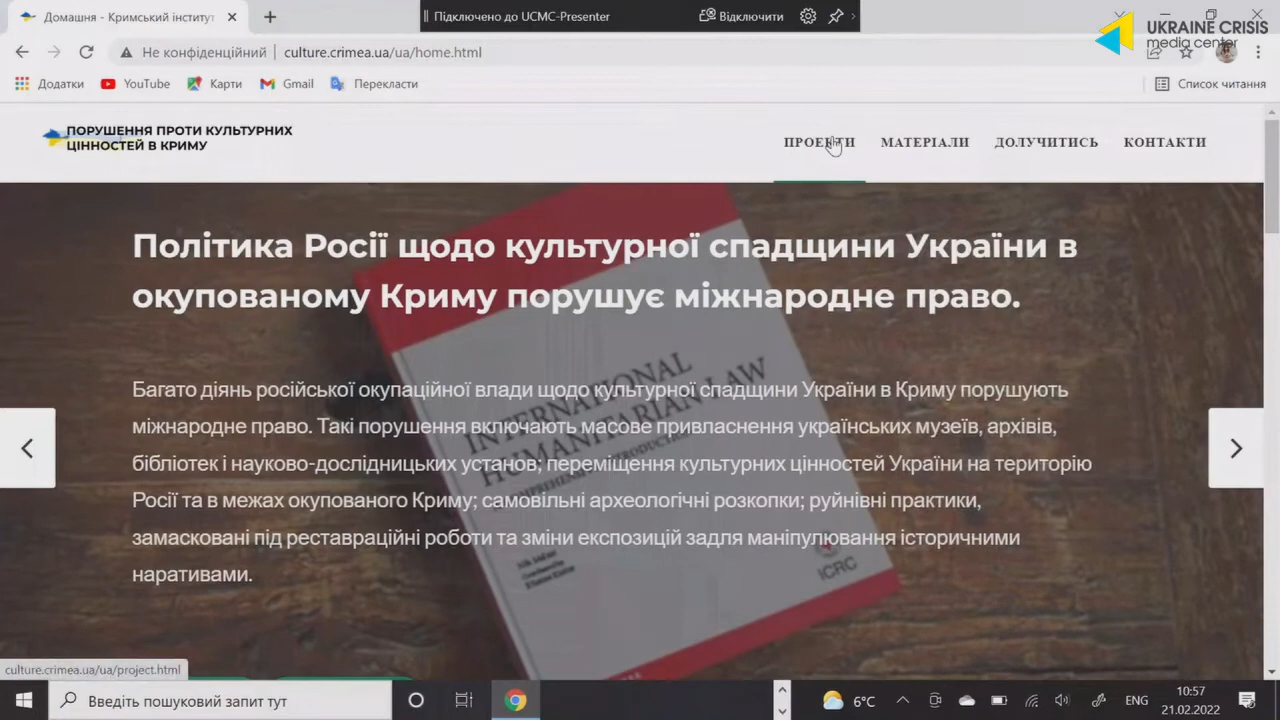 Домашня - Кримський інститут
Підключено до UCMC-Presenter
Відключити
UKRAINE CRISIS
media center
Не конфіденційний
culture.crimea.ua/ua/home.html
Додатки
YouTube
Карти
Gmail
Перекласти
Список читання
ПОРУШЕННЯ ПРОТИ КУЛЬТУРНИХ
ЦІННОСТЕЙ В КРИМУ
ПРОЕКТИ
МАТЕРІАЛИ
ДОЛУЧИТИСЬ
КОНТАКТИ
Політика Росії щодо культурної спадщини України в
окупованому Криму порушує міжнародне право.
Багато діянь російської окупаційної влади щодо культурної спадщини України в Криму порушують
міжнародне право. Такі порушення включають масове привласнення українських музеїв, архівів,
бібліотек і науково-дослідницьких установ; переміщення культурних цінностей України на територію
Росії та в межах окупованого Криму; самовільні археологічні розкопки; руйнівні практики,
замасковані під реставраційні роботи та зміни експозицій задля маніпулювання історичними
наративами.
INTERNATIONAL
HUMANITARIAN LAW
ICRC
culture.crimea.ua/ua/project.html
Введіть пошуковий запит тут
6°C
ENG
10:57
21.02.2022